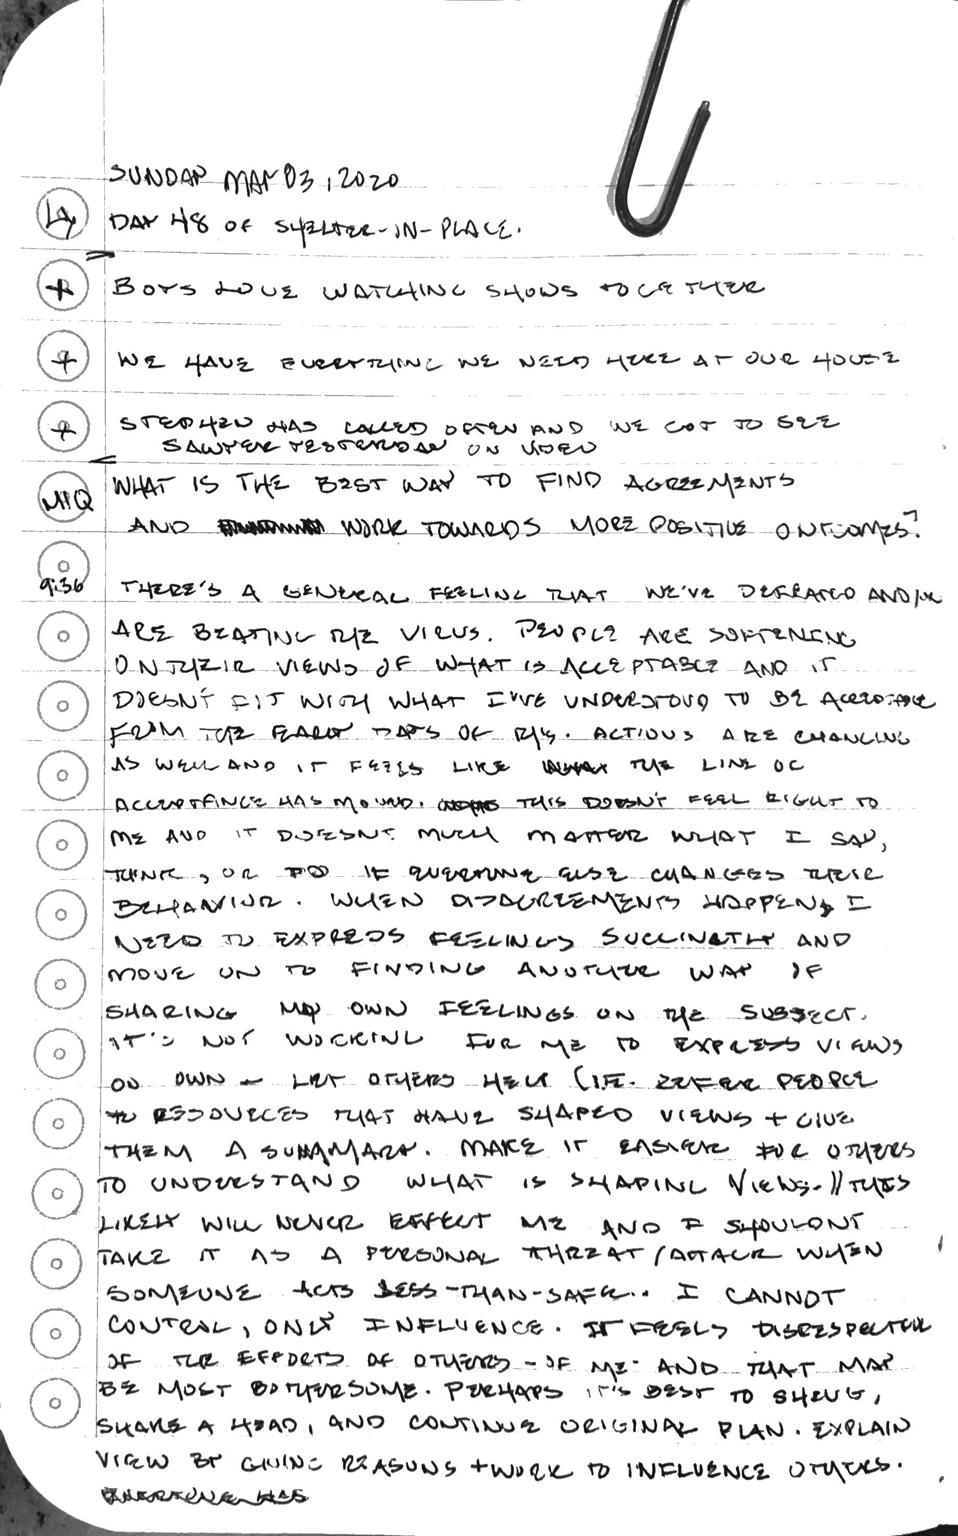 SUNDAY MAY 03, 2020
DAY 48 OF SHELTER-IN-PLACE.
+ BOYS LOVE WATCHING SHOWS TOGETHER
+ WE HAVE EVERYTHING WE NEED HERE AT OUR HOUSE
+ STEPHEN HAS CALLED OFTEN AND WE GOT TO SEE
SAWYER YESTERDAY ON VIDEO
MIQ WHAT IS THE BEST WAY TO FIND AGREEMENTS
AND WORK TOWARDS MORE POSITIVE OUTCOMES?
9:36 THERE'S A GENERAL FEELING THAT WE'VE DEFEATED AND/OR
ARE BEATING THE VIRUS. PEOPLE ARE SOFTENING
ON THEIR VIEWS OF WHAT IS ACCEPTABLE AND IT
DOESN'T FIT WITH WHAT I'VE UNDERSTOOD TO BE ACCEPTABLE
FROM THE EARLY DAYS OF THIS. ACTIONS ARE CHANGING
AS WELL AND IT FEELS LIKE THE LINE OF
ACCEPTANCE HAS MOVED. THIS DOESN'T FEEL RIGHT TO
ME AND IT DOESN'T MUCH MATTER WHAT I SAY,
THINK, OR DO IF EVERYONE ELSE CHANGES THEIR
BEHAVIOR. WHEN DISAGREEMENTS HAPPEN, I
NEED TO EXPRESS FEELINGS SUCCINCTLY AND
MOVE ON TO FINDING ANOTHER WAY OF
SHARING MY OWN FEELINGS ON THE SUBJECT.
IT'S NOT WORKING FOR ME TO EXPRESS VIEWS
ON OWN - LET OTHERS HELP (I.E. REFER PEOPLE
TO RESOURCES THAT HAVE SHAPED VIEWS + GIVE
THEM A SUMMARY. MAKE IT EASIER FOR OTHERS
TO UNDERSTAND WHAT IS SHAPING VIEWS. // THIS
LIKELY WILL NEVER EFFECT ME AND I SHOULDN'T
TAKE IT AS A PERSONAL THREAT/ATTACK WHEN
SOMEONE ACTS LESS-THAN-SAFE.. I CANNOT
CONTROL, ONLY INFLUENCE. IT FEELS DISRESPECTFUL
OF THE EFFORTS OF OTHERS - OF ME - AND THAT MAY
BE MOST BOTHERSOME. PERHAPS IT'S BEST TO SHRUG,
SHAKE A HEAD, AND CONTINUE ORIGINAL PLAN. EXPLAIN
VIEW BY GIVING REASONS + WORK TO INFLUENCE OTHERS.